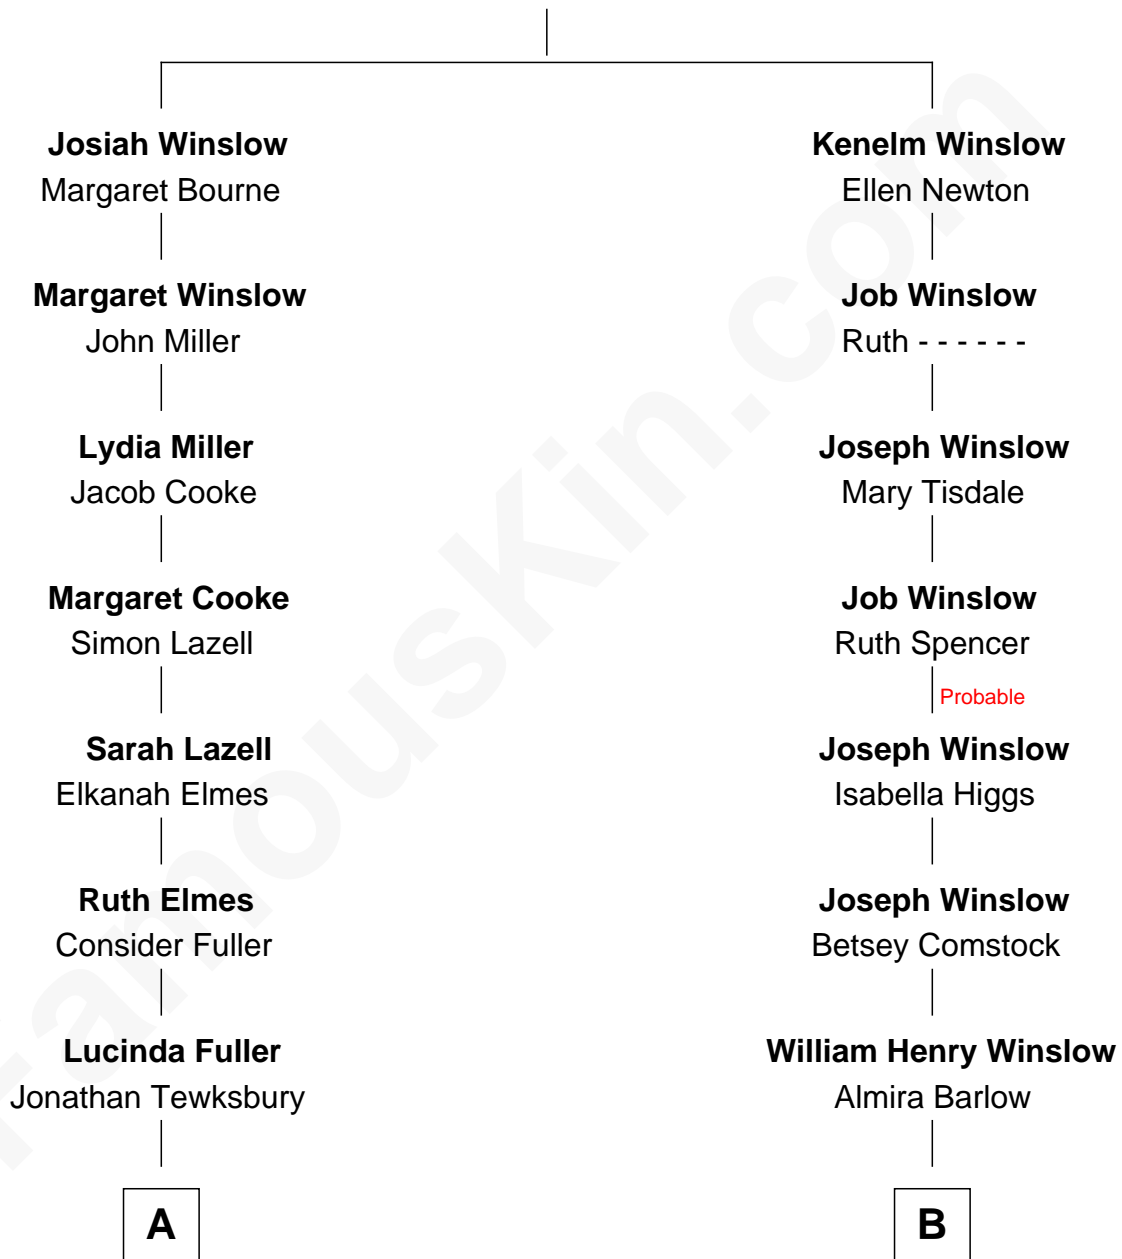 Josiah Winslow
Margaret Bourne
Margaret Winslow
John Miller
Lydia Miller
Jacob Cooke
Margaret Cooke
Simon Lazell
Sarah Lazell
Elkanah Elmes
Ruth Elmes
Consider Fuller
Lucinda Fuller
Jonathan Tewksbury
A
Kenelm Winslow
Ellen Newton
Job Winslow
Ruth - - - - - -
Joseph Winslow
Mary Tisdale
Job Winslow
Ruth Spencer
Probable
Joseph Winslow
Isabella Higgs
Joseph Winslow
Betsey Comstock
William Henry Winslow
Almira Barlow
B
FamousKin.com